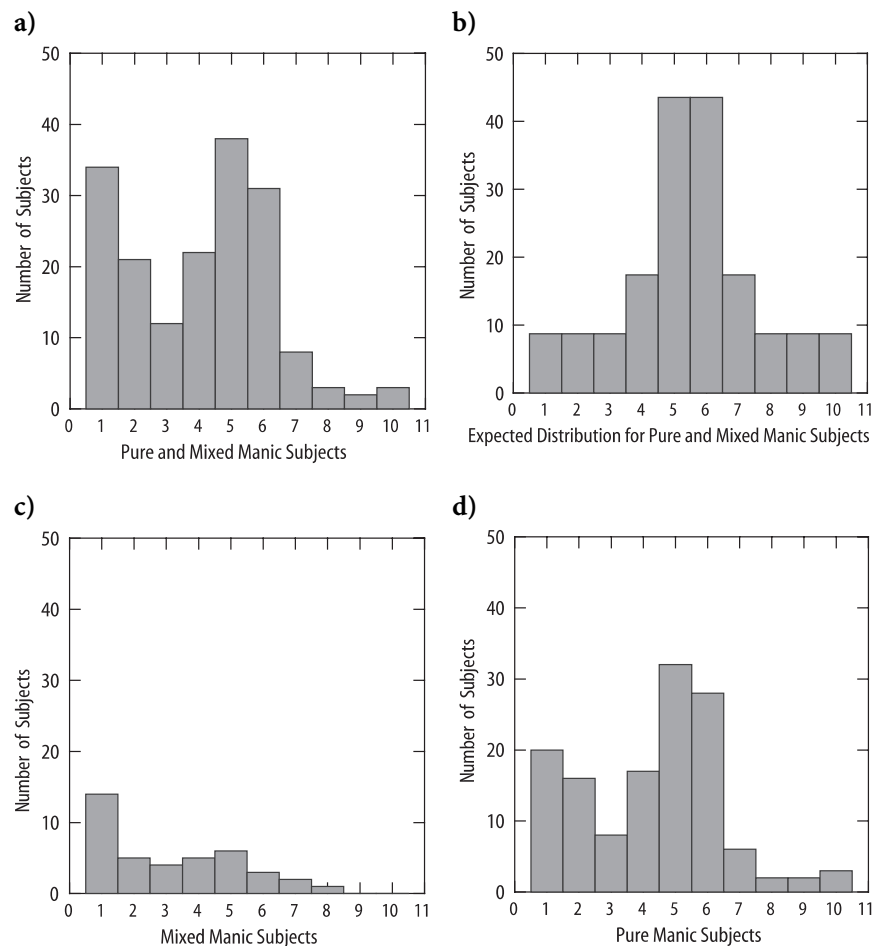 a)
50
40
30
20
10
0
Number of Subjects
0 1 2 3 4 5 6 7 8 9 10 11
Pure and Mixed Manic Subjects
b)
50
40
30
20
10
0
Number of Subjects
0 1 2 3 4 5 6 7 8 9 10 11
Expected Distribution for Pure and Mixed Manic Subjects
c)
50
40
30
20
10
0
Number of Subjects
0 1 2 3 4 5 6 7 8 9 10 11
Mixed Manic Subjects
d)
50
40
30
20
10
0
Number of Subjects
0 1 2 3 4 5 6 7 8 9 10 11
Pure Manic Subjects